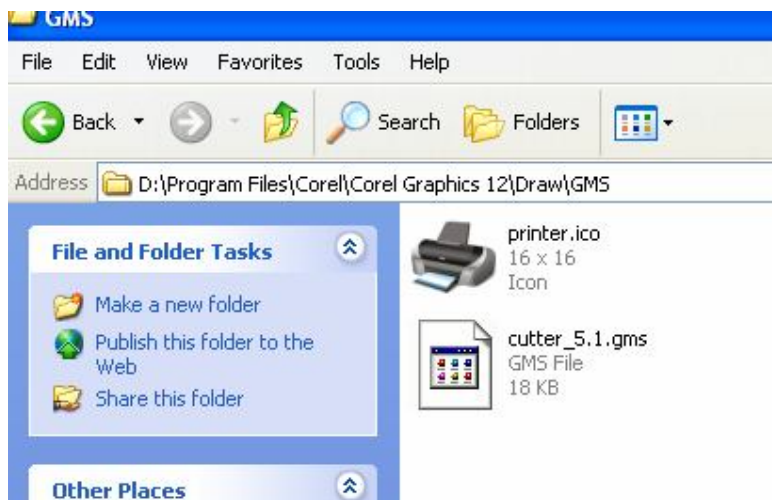 GMS
File Edit View Favorites Tools Help
Back Search Folders
Address D:\Program Files\Corel\Corel Graphics 12\Draw\GMS
File and Folder Tasks
Make a new folder
Publish this folder to the
Web
Share this folder
Other Places
printer.ico
16 x 16
Icon
cutter_5.1.gms
GMS File
18 KB